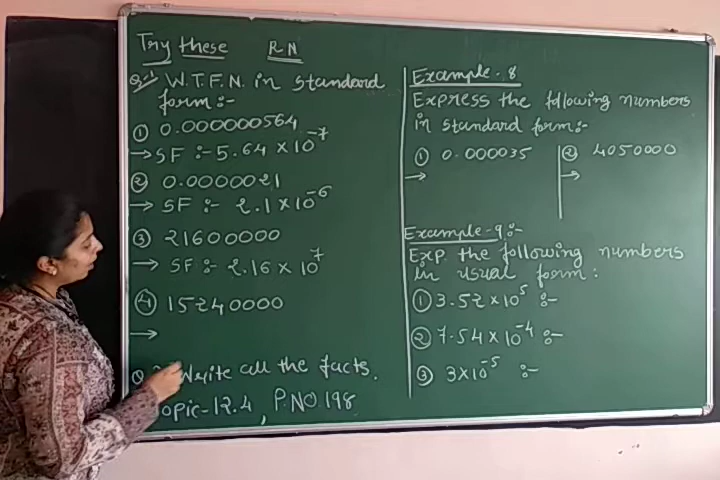 Try these R N
Q-1 W.T.F.N. in standard
form:-
① 0.000000564
→ SF :- 5.64 × 10⁻⁷
② 0.0000021
→ SF :- 2.1 × 10⁻⁶
③ 21600000
→ SF :- 2.16 × 10⁷
④ 15240000
→
Write all the facts.
opic-12.4, P.NO.198
Example-8
Express the following numbers
in standard form:-
① 0.000035 ② 4050000
→ →
Example-9:-
Exp. the following numbers
in usual form :
① 3.52×10⁵ :-
② 7.54×10⁻⁴ :-
③ 3×10⁻⁵ :-